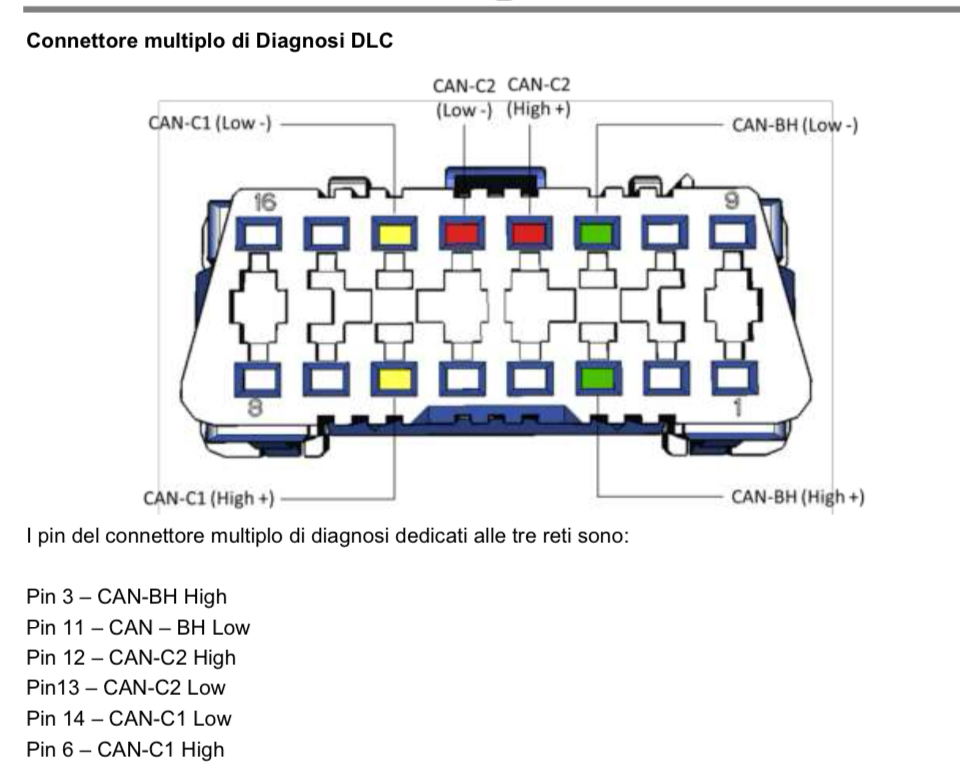 Connettore multiplo di Diagnosi DLC
CAN-C2 CAN-C2
(Low -) (High +)
CAN-C1 (Low -)
CAN-BH (Low -)
16
9
8
1
CAN-C1 (High +)
CAN-BH (High +)
I pin del connettore multiplo di diagnosi dedicati alle tre reti sono:
Pin 3 – CAN-BH High
Pin 11 – CAN – BH Low
Pin 12 – CAN-C2 High
Pin13 – CAN-C2 Low
Pin 14 – CAN-C1 Low
Pin 6 – CAN-C1 High